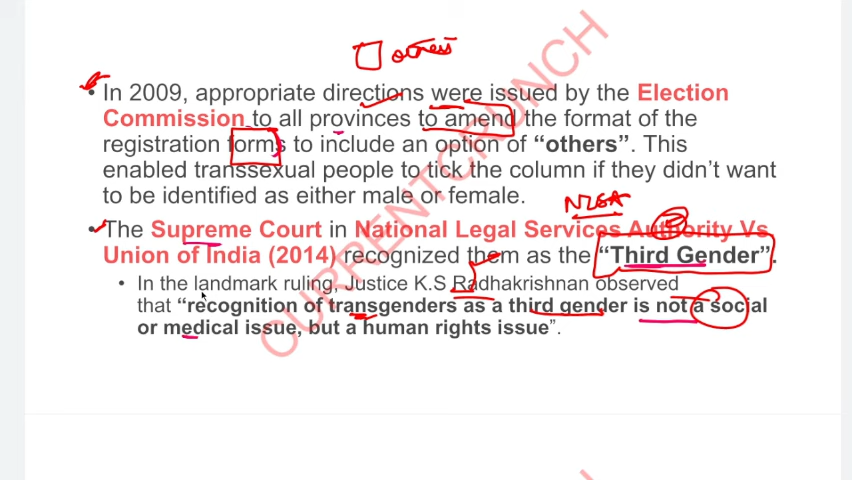 □ others
• In 2009, appropriate directions were issued by the Election
Commission to all provinces to amend the format of the
registration forms to include an option of “others”. This
enabled transsexual people to tick the column if they didn’t want
to be identified as either male or female.
NLSA
• The Supreme Court in National Legal Services Authority Vs
Union of India (2014) recognized them as the “Third Gender”.
• In the landmark ruling, Justice K.S Radhakrishnan observed
that “recognition of transgenders as a third gender is not a social
or medical issue, but a human rights issue”.
CURRENTCRUNCH